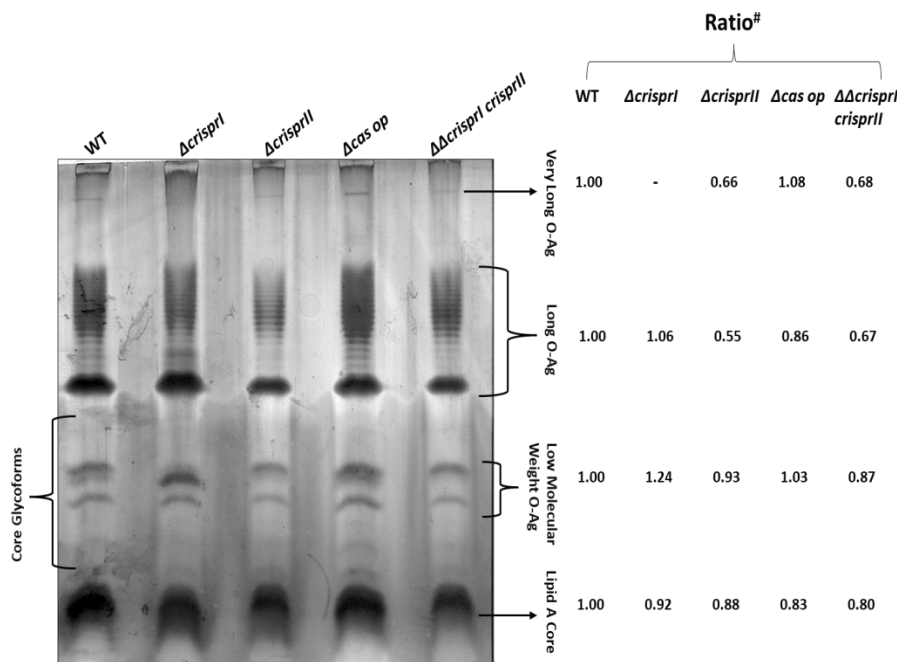 Ratio#
WT ΔcrisprI ΔcrisprII Δcas op ΔΔcrisprI crisprII
WT ΔcrisprI ΔcrisprII Δcas op ΔΔcrisprI
crisprII
Very Long O-Ag
1.00 - 0.66 1.08 0.68
Long O-Ag
1.00 1.06 0.55 0.86 0.67
Core Glycoforms
Low Molecular
Weight O-Ag
1.00 1.24 0.93 1.03 0.87
Lipid A Core
1.00 0.92 0.88 0.83 0.80